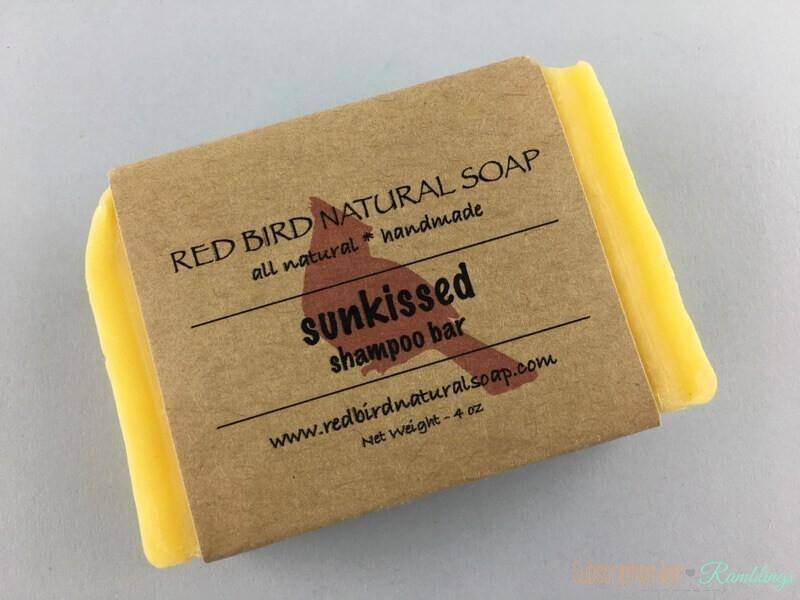 RED BIRD NATURAL SOAP
all natural * handmade
sunkissed
shampoo bar
www.redbirdnaturalsoap.com
Net Weight - 4 oz
Subscription Box ♥ Ramblings